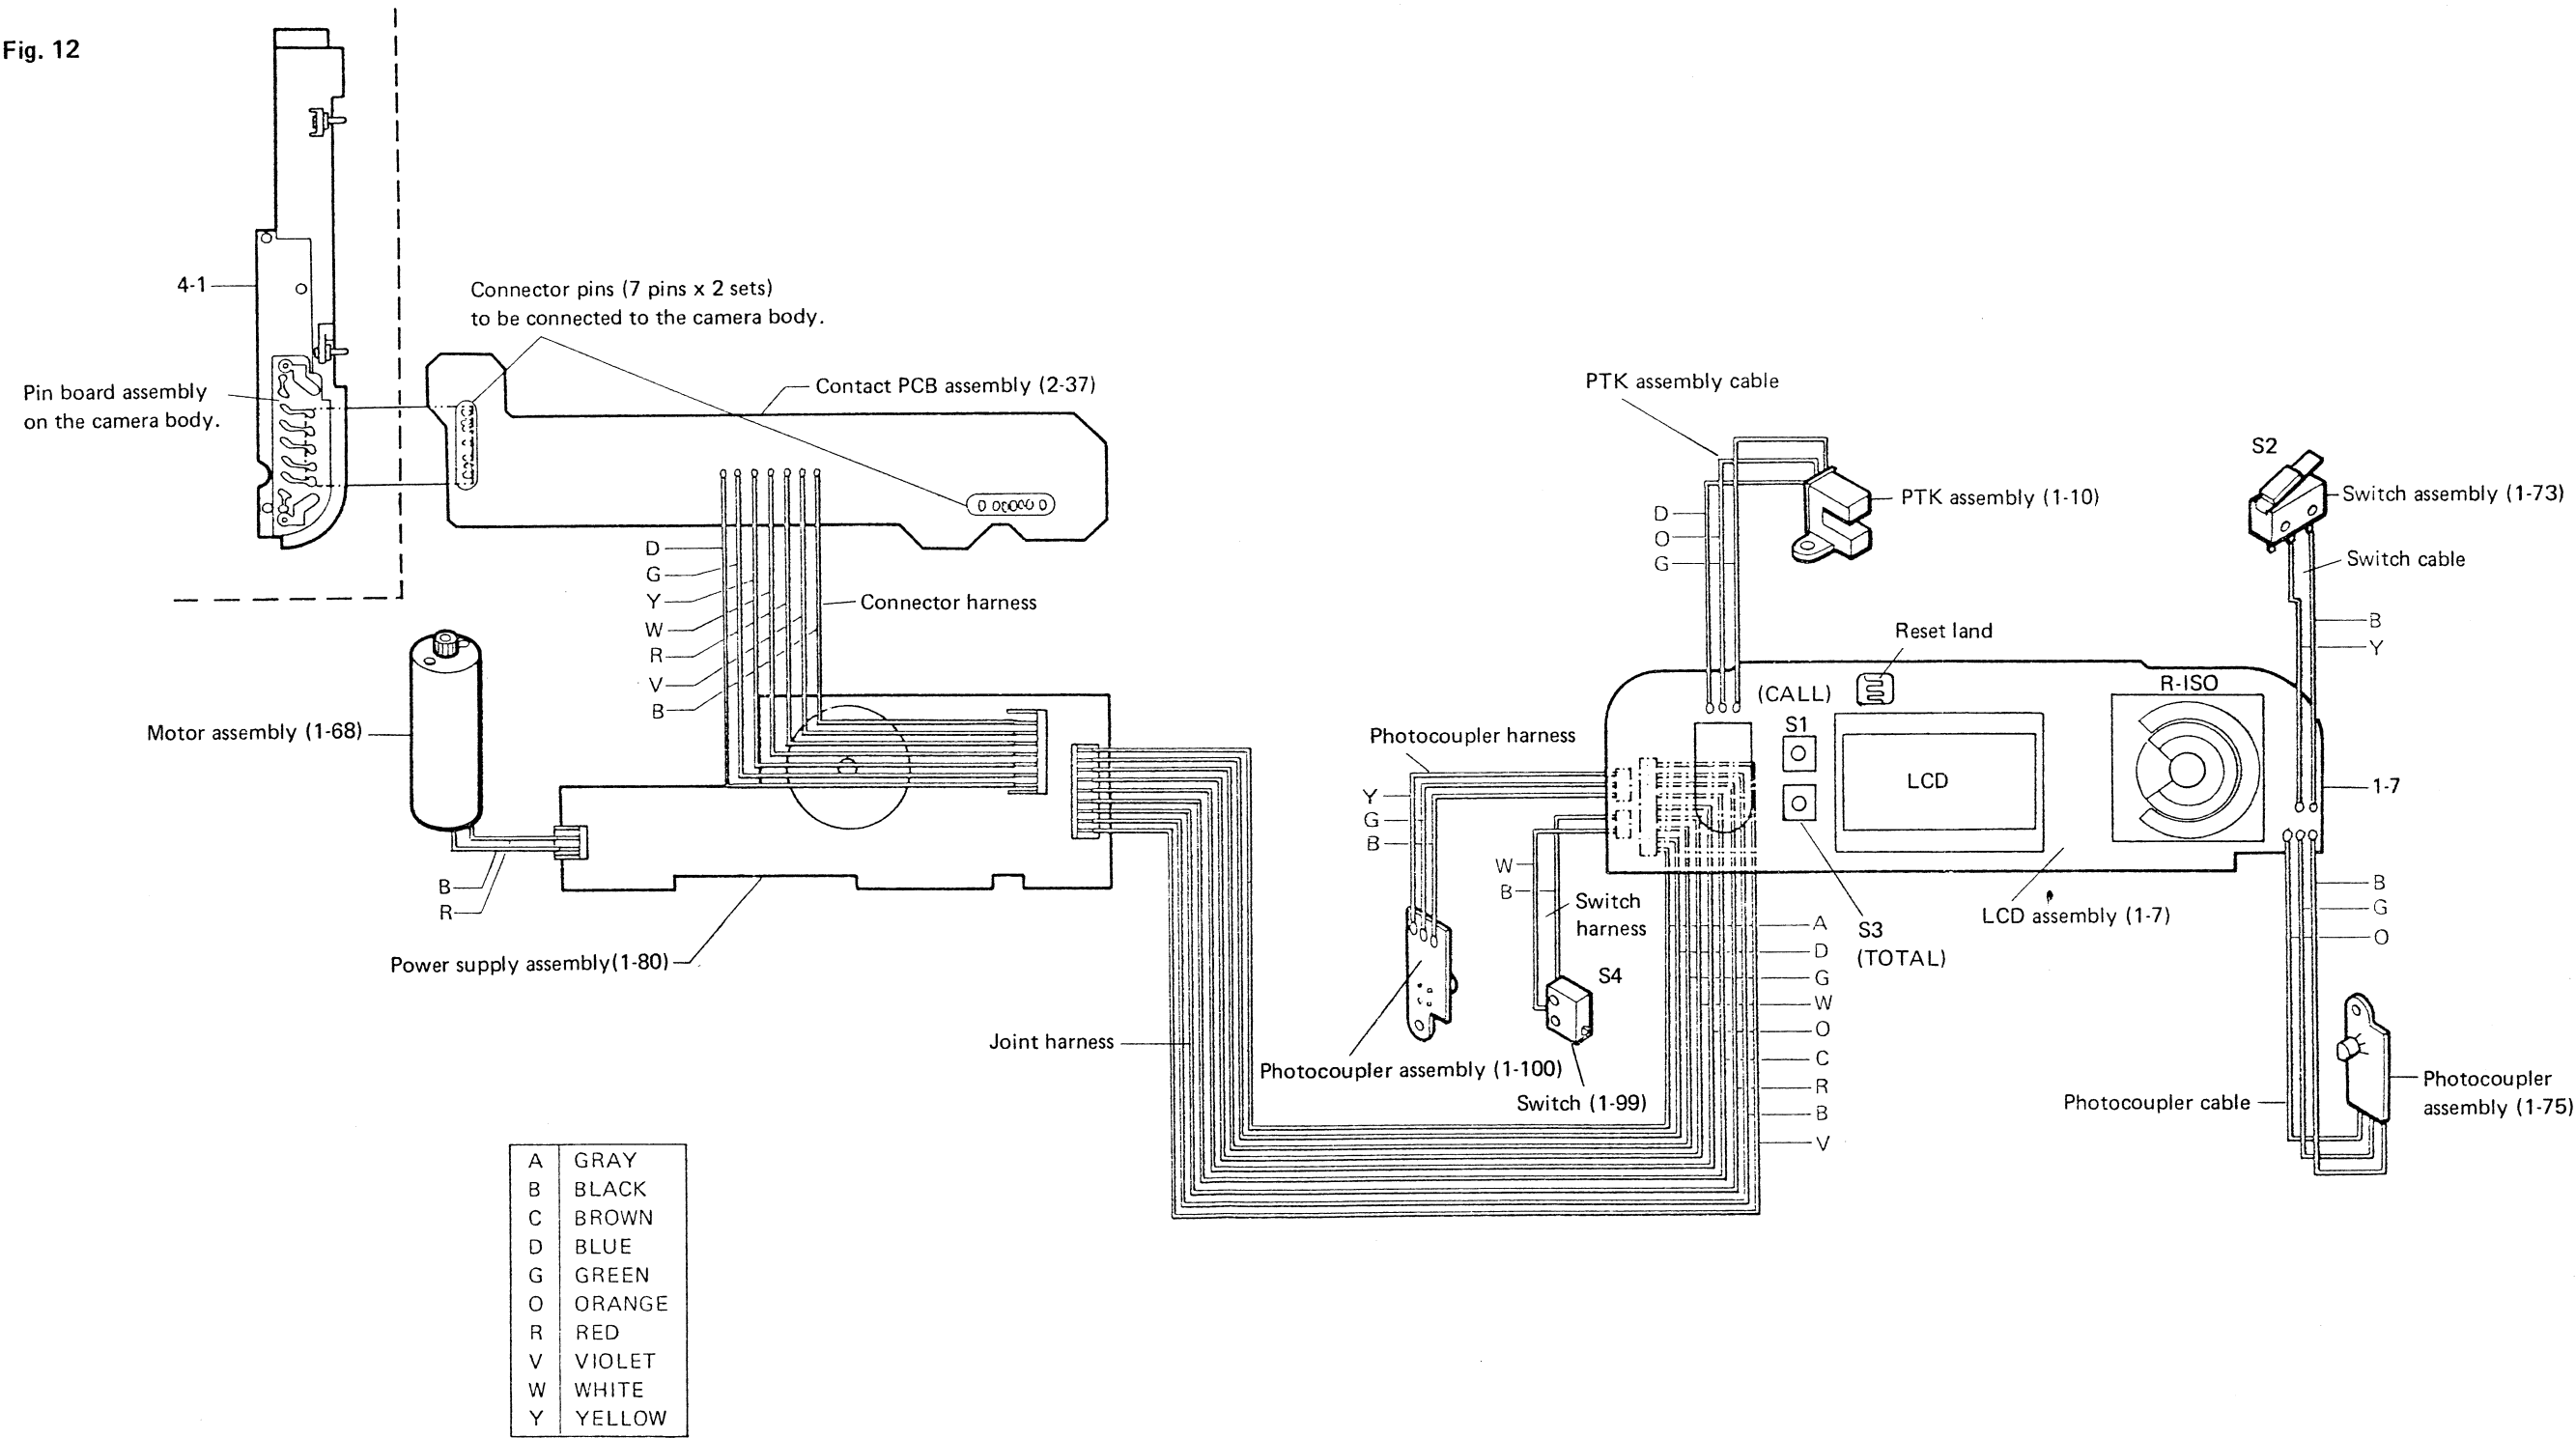 Fig. 12
4-1
Connector pins (7 pins x 2 sets)
to be connected to the camera body.
Pin board assembly
on the camera body.
Contact PCB assembly (2-37)
D
G
Y
W
R
V
B
Connector harness
Motor assembly (1-68)
B
R
Power supply assembly(1-80)
Joint harness
PTK assembly cable
D
O
G
PTK assembly (1-10)
S2
Switch assembly (1-73)
Switch cable
B
Y
Reset land
(CALL)
S1
R-ISO
LCD
1-7
Photocoupler harness
Y
G
B
W
B
Switch
harness
S4
S3
(TOTAL)
LCD assembly (1-7)
B
G
O
A
D
G
W
O
C
R
B
V
Photocoupler assembly (1-100)
Switch (1-99)
Photocoupler cable
Photocoupler
assembly (1-75)
A GRAY
B BLACK
C BROWN
D BLUE
G GREEN
O ORANGE
R RED
V VIOLET
W WHITE
Y YELLOW